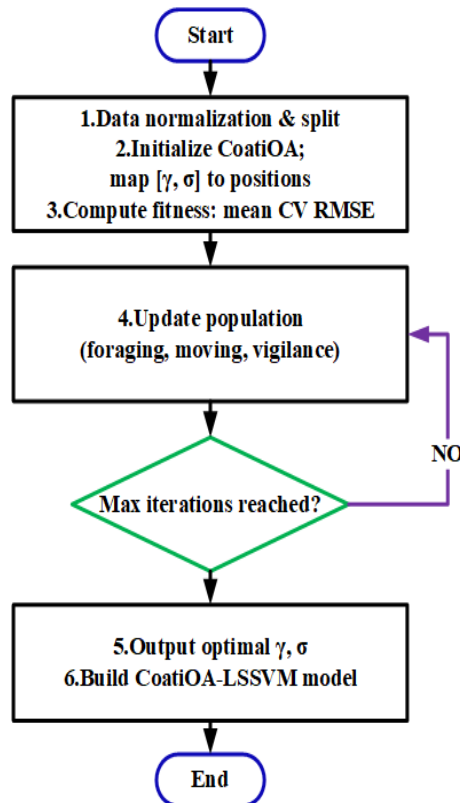 Start
1.Data normalization & split
2.Initialize CoatiOA;
map [γ, σ] to positions
3.Compute fitness: mean CV RMSE
4.Update population
(foraging, moving, vigilance)
NO
Max iterations reached?
5.Output optimal γ, σ
6.Build CoatiOA-LSSVM model
End